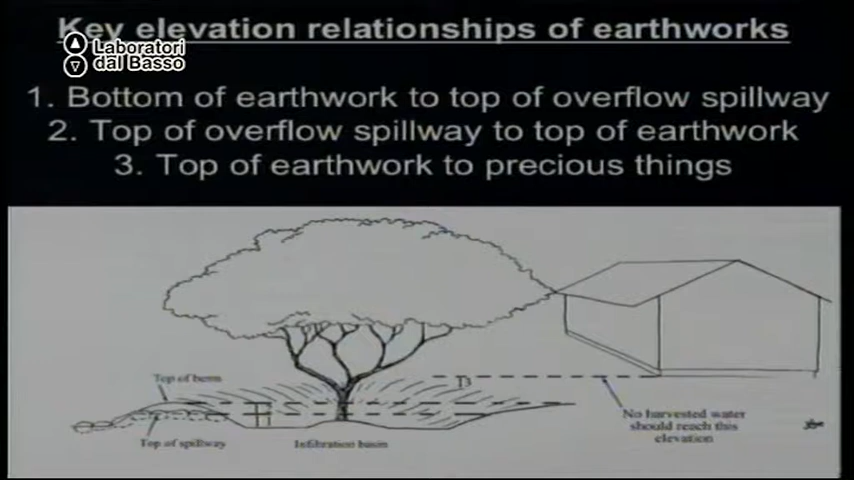 Key elevation relationships of earthworks
Laboratori
dal Basso
1. Bottom of earthwork to top of overflow spillway
2. Top of overflow spillway to top of earthwork
3. Top of earthwork to precious things
Top of berm
Top of spillway
Infiltration basin
No harvested water
should reach this
elevation